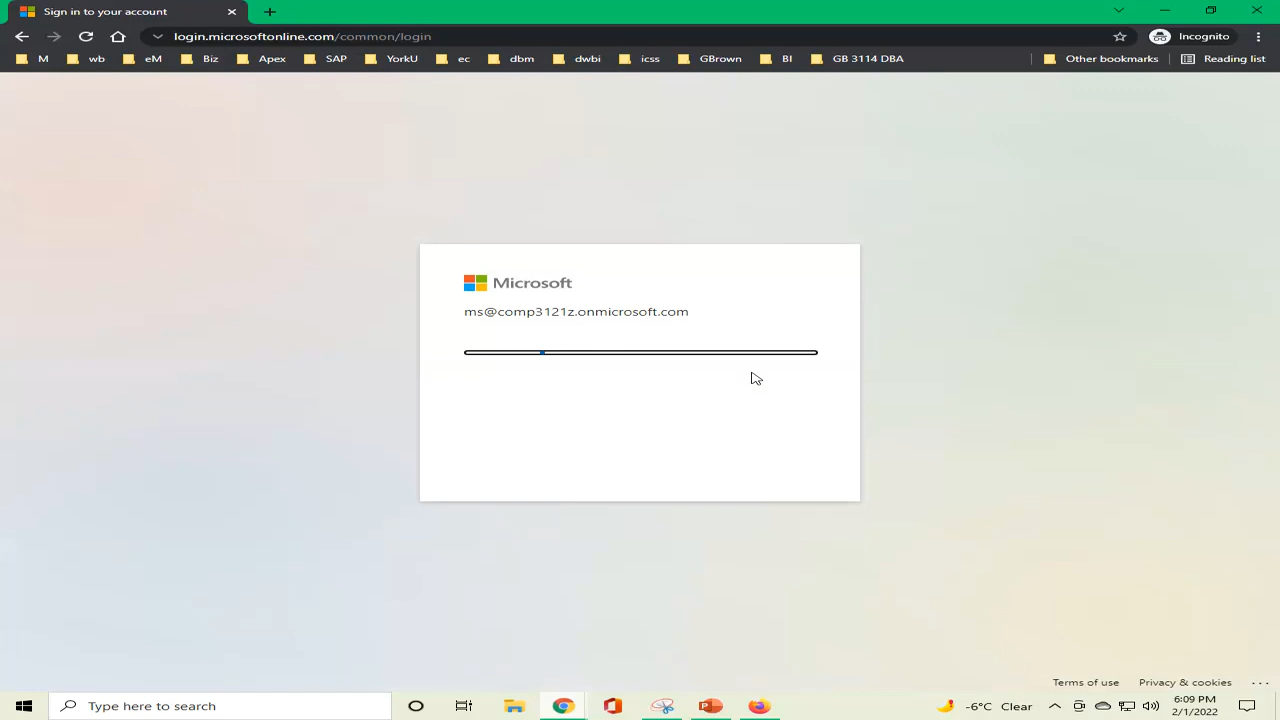 Sign in to your account
login.microsoftonline.com/common/login
Incognito
M wb eM Biz Apex SAP YorkU ec dbm dwbi icss GBrown BI GB 3114 DBA Other bookmarks Reading list
Microsoft
ms@comp3121z.onmicrosoft.com
Terms of use Privacy & cookies ...
Type here to search
-6°C Clear
6:09 PM
2/1/2022